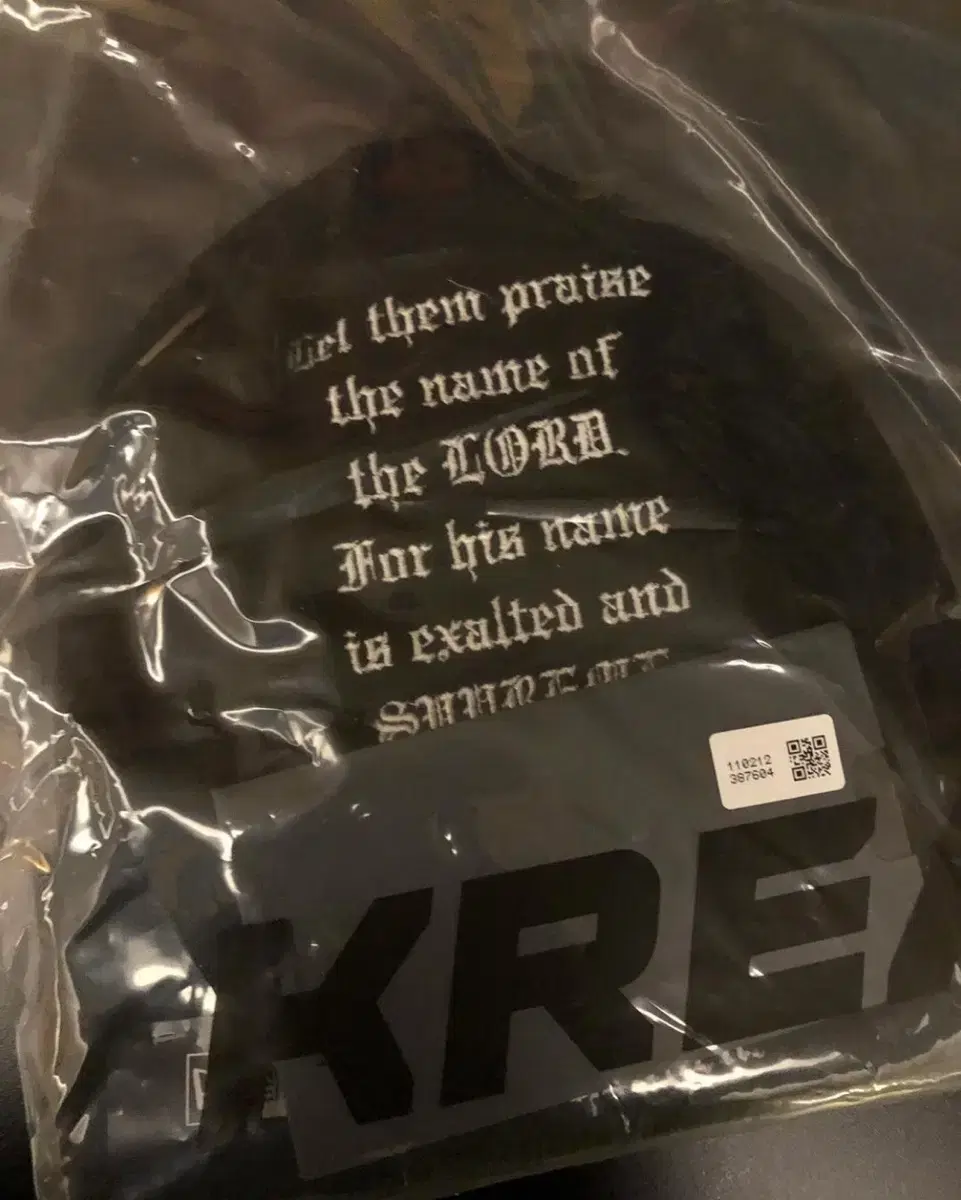 Let them praise
the name of
the LORD.
For his name
is exalted and
110212
387604
KRE